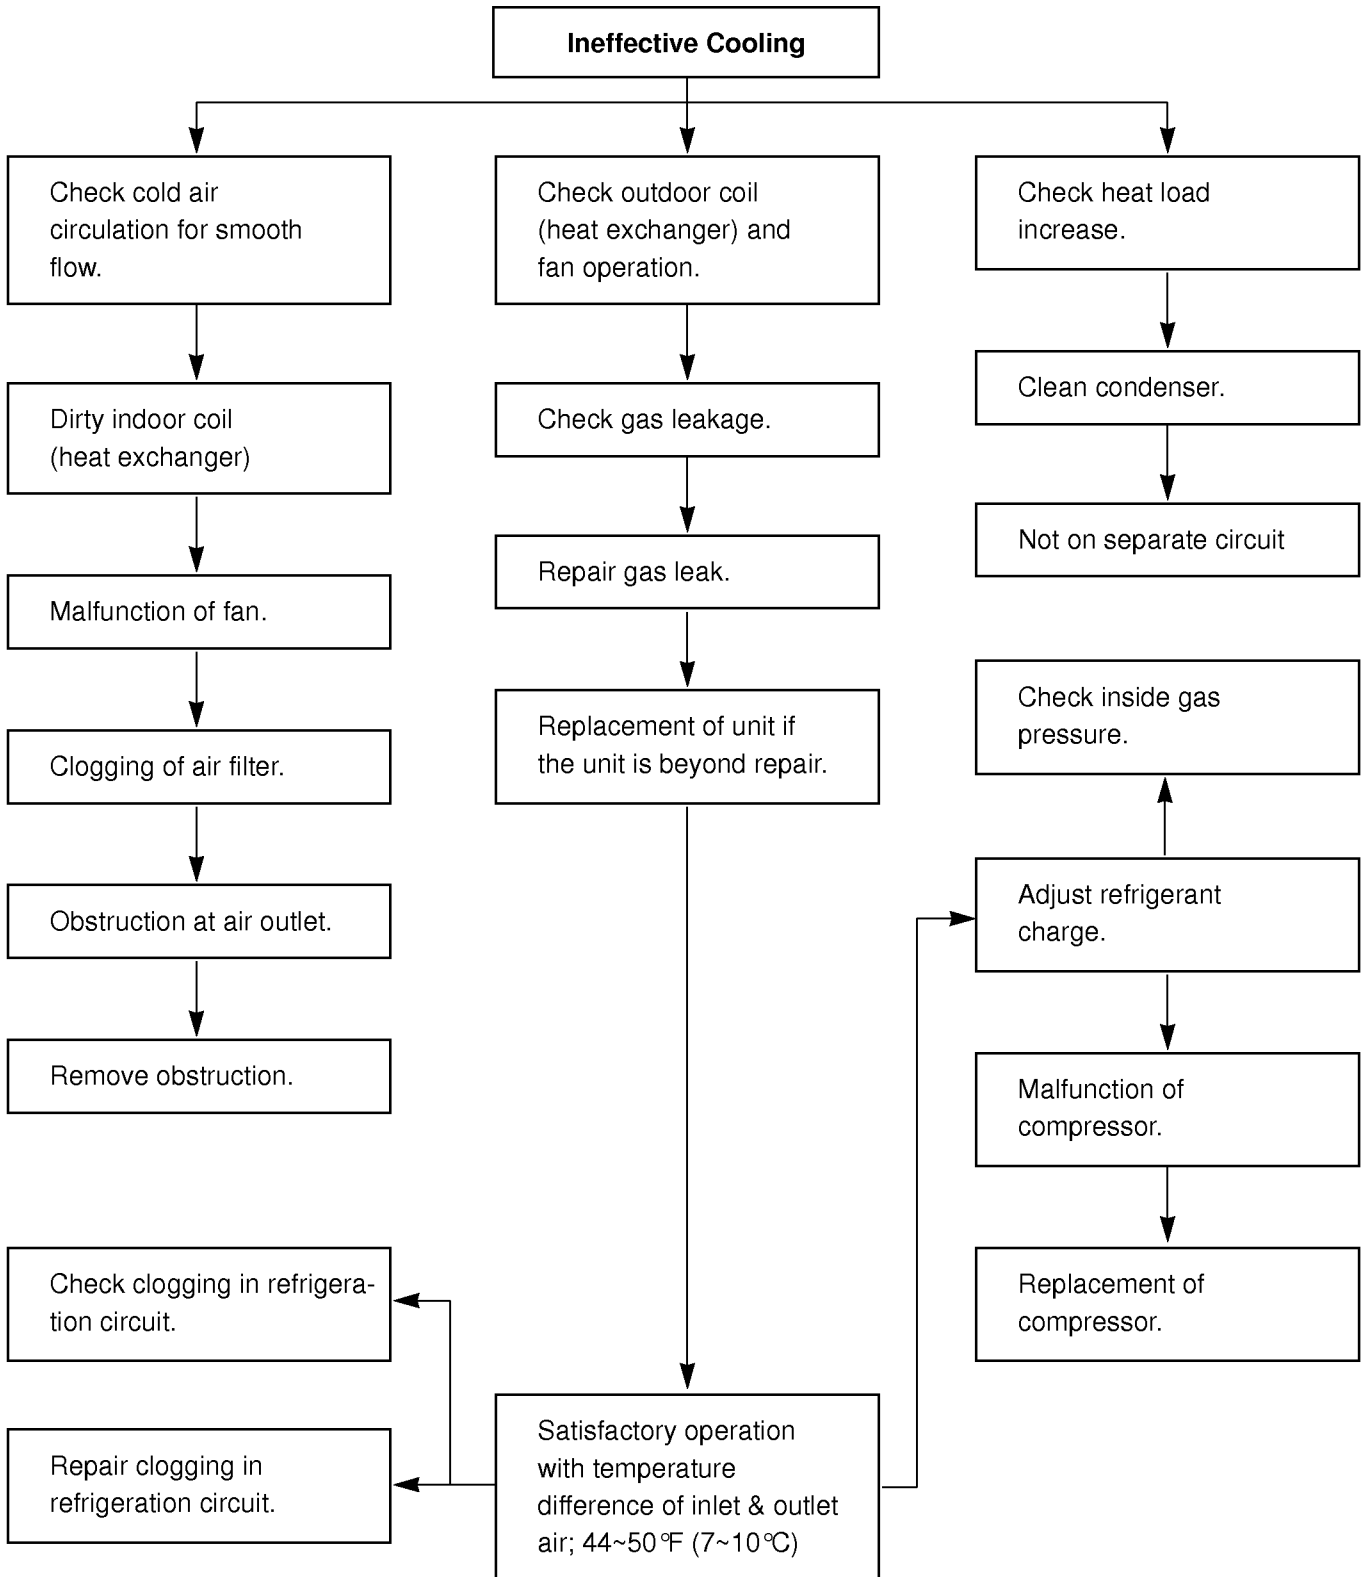 Ineffective Cooling
Check cold air
circulation for smooth
flow.
Dirty indoor coil
(heat exchanger)
Malfunction of fan.
Clogging of air filter.
Obstruction at air outlet.
Remove obstruction.
Check clogging in refrigera-
tion circuit.
Repair clogging in
refrigeration circuit.
Check outdoor coil
(heat exchanger) and
fan operation.
Check gas leakage.
Repair gas leak.
Replacement of unit if
the unit is beyond repair.
Satisfactory operation
with temperature
difference of inlet & outlet
air; 44~50°F (7~10°C)
Check heat load
increase.
Clean condenser.
Not on separate circuit
Check inside gas
pressure.
Adjust refrigerant
charge.
Malfunction of
compressor.
Replacement of
compressor.